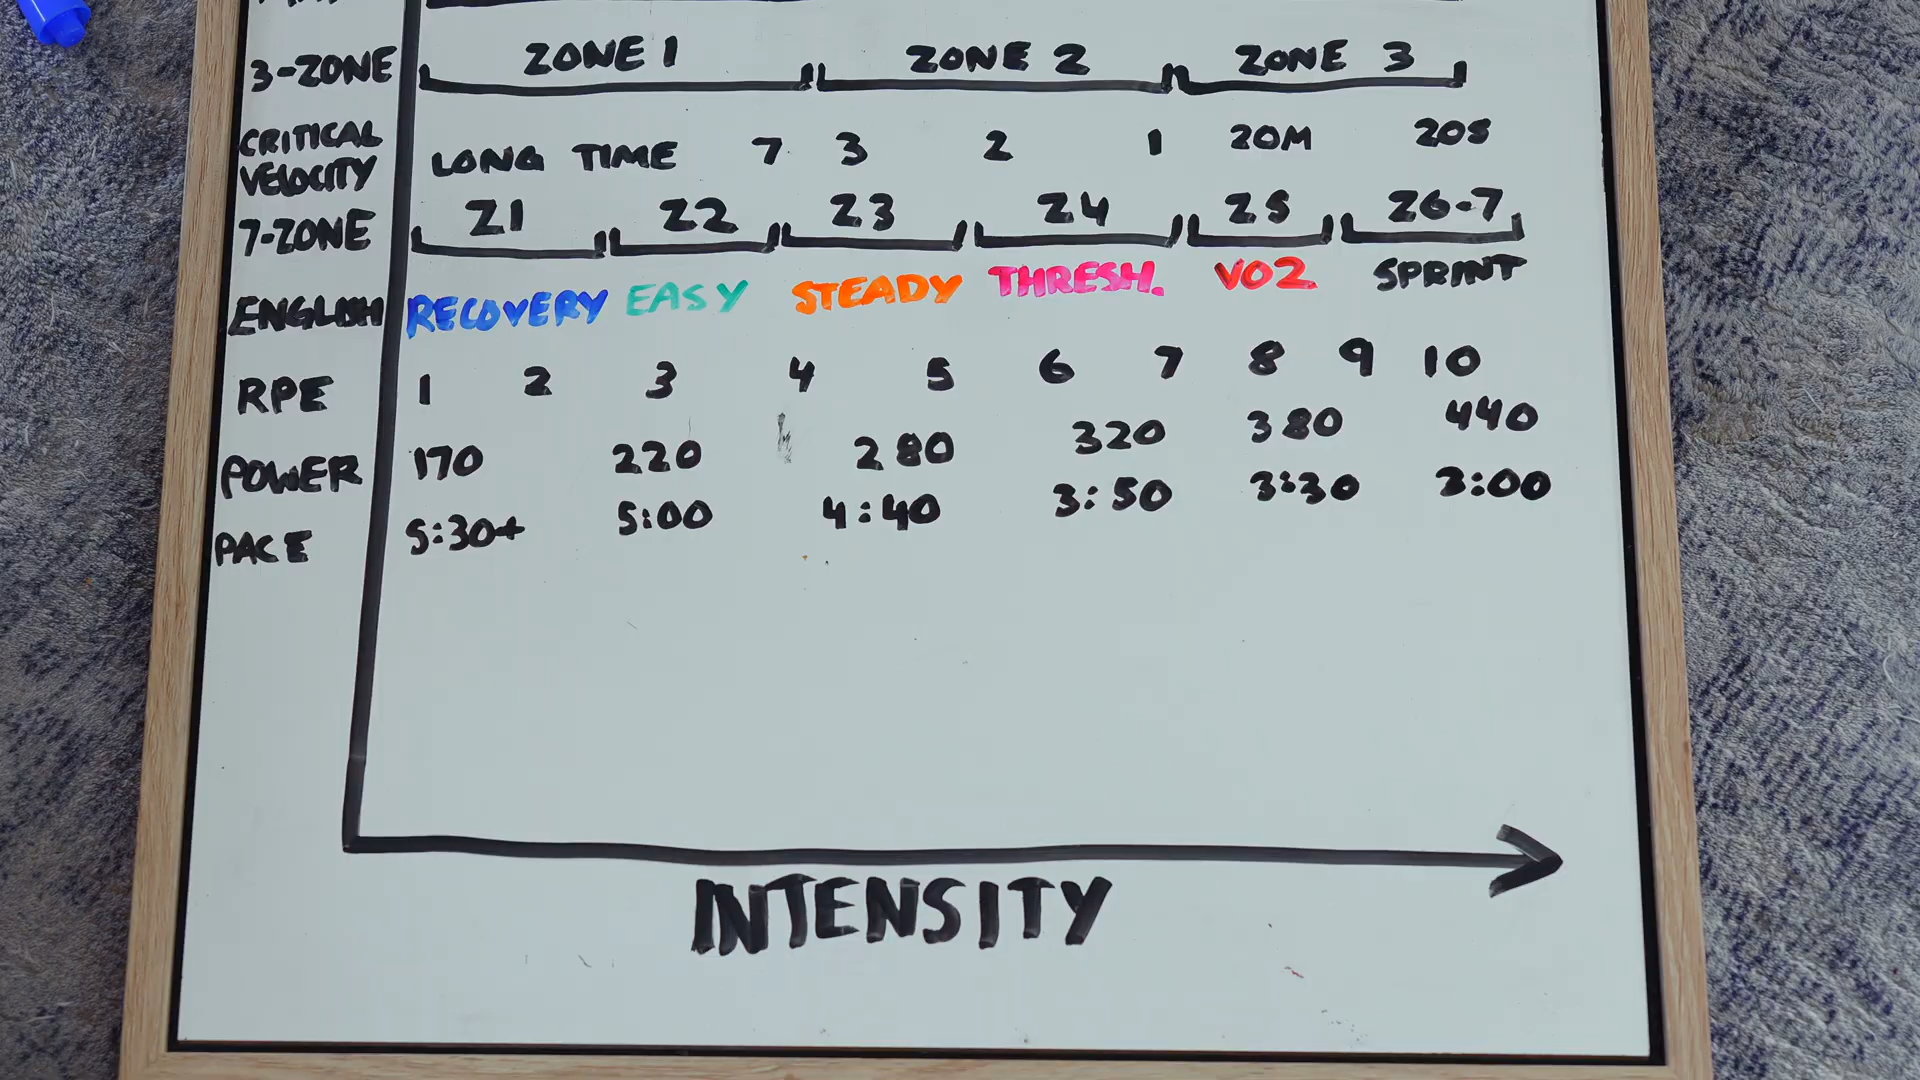 3-ZONE ZONE 1 ZONE 2 ZONE 3
CRITICAL VELOCITY LONG TIME 7 3 2 1 20M 20S
7-ZONE Z1 Z2 Z3 Z4 Z5 Z6-7
ENGLISH RECOVERY EASY STEADY THRESH. VO2 SPRINT
RPE 1 2 3 4 5 6 7 8 9 10
POWER 170 220 280 320 380 440
PACE 5:30+ 5:00 4:40 3:50 3:30 3:00
INTENSITY